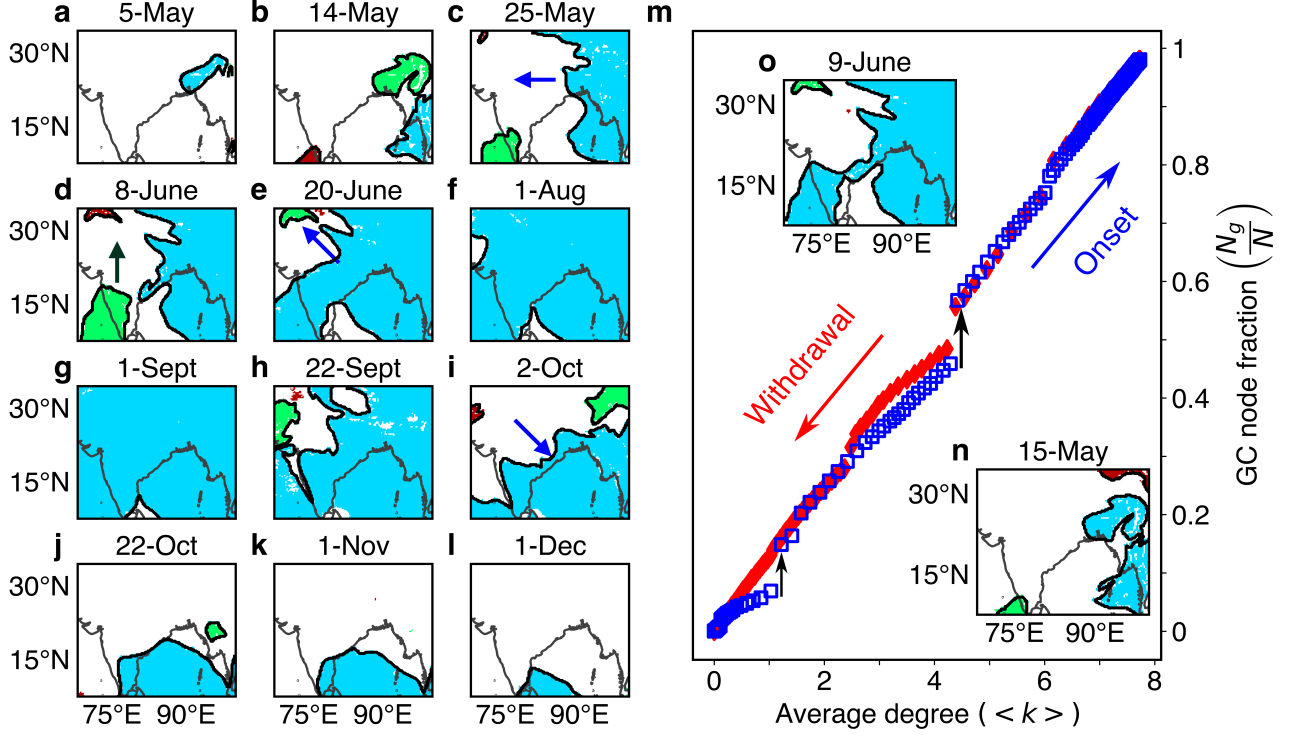 a 5-May
b 14-May
c 25-May
30°N
15°N
d 8-June
e 20-June
f 1-Aug
30°N
15°N
g 1-Sept
h 22-Sept
i 2-Oct
30°N
15°N
j 22-Oct
k 1-Nov
l 1-Dec
30°N
15°N
75°E 90°E
75°E 90°E
75°E 90°E
m
o 9-June
30°N
15°N
75°E 90°E
Onset
Withdrawal
n 15-May
30°N
15°N
75°E 90°E
1
0.8
0.6
0.4
0.2
0
GC node fraction (N_g/N)
0 2 4 6 8
Average degree (<k>)